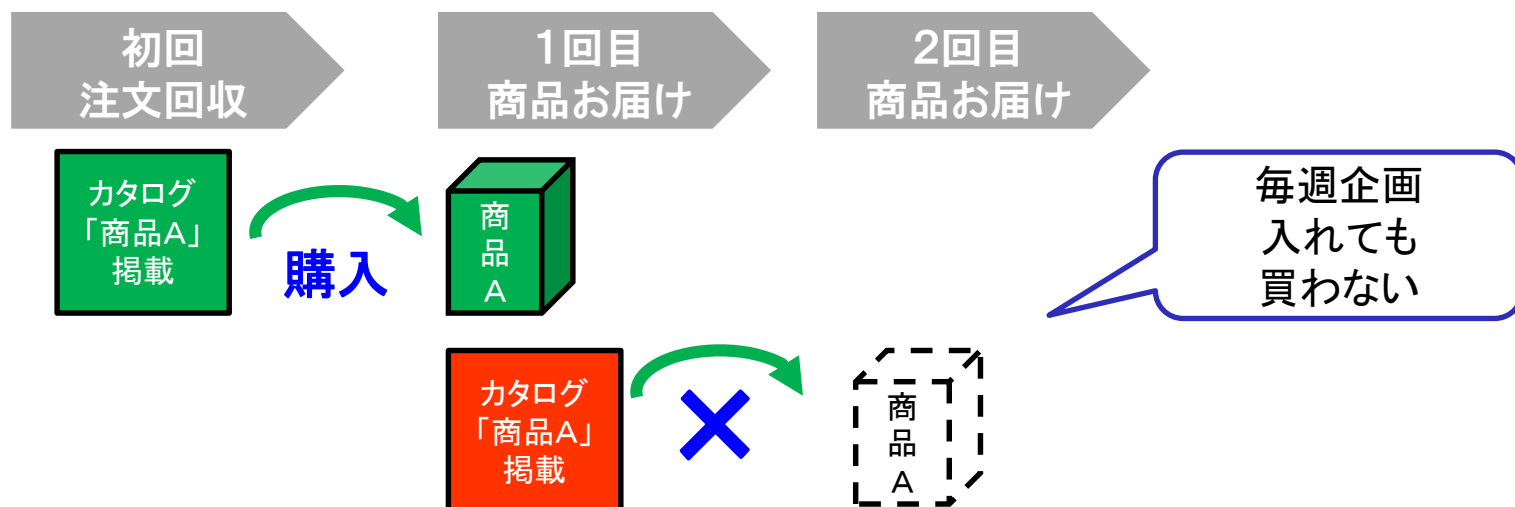 初回
注文回収
1回目
商品お届け
2回目
商品お届け
カタログ
「商品A」
掲載
購入
商
品
A
毎週企画
入れても
買わない
カタログ
「商品A」
掲載
商
品
A